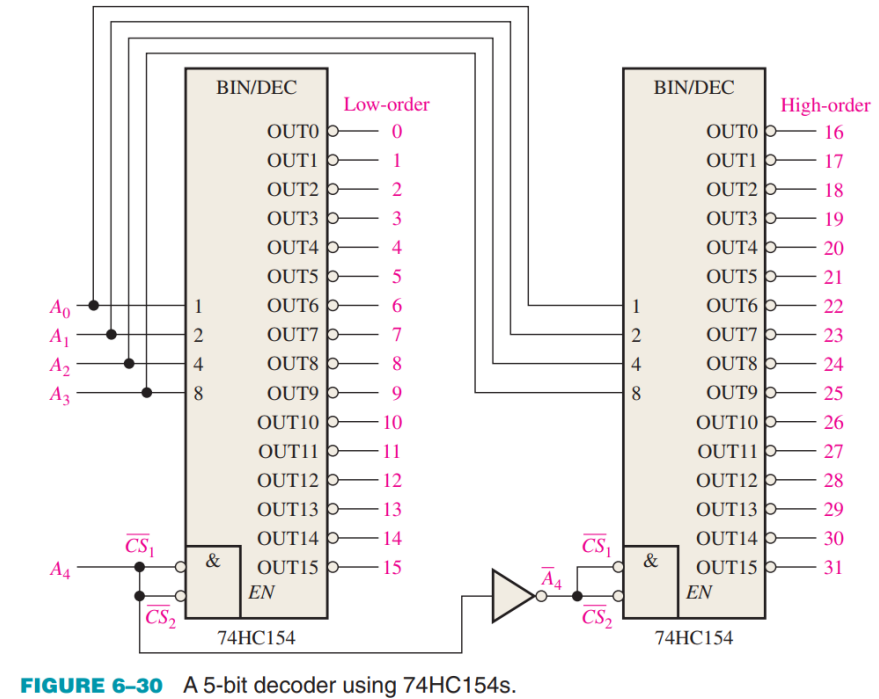 BIN/DEC BIN/DEC
Low-order High-order
OUT0 0 OUT0 16
OUT1 1 OUT1 17
OUT2 2 OUT2 18
OUT3 3 OUT3 19
OUT4 4 OUT4 20
OUT5 5 OUT5 21
A₀ 1 OUT6 6 1 OUT6 22
A₁ 2 OUT7 7 2 OUT7 23
A₂ 4 OUT8 8 4 OUT8 24
A₃ 8 OUT9 9 8 OUT9 25
OUT10 10 OUT10 26
OUT11 11 OUT11 27
OUT12 12 OUT12 28
OUT13 13 OUT13 29
C̅S̅₁ OUT14 14 C̅S̅₁ OUT14 30
A₄ & OUT15 15 A̅₄ & OUT15 31
C̅S̅₂ EN C̅S̅₂ EN
74HC154 74HC154
FIGURE 6–30 A 5-bit decoder using 74HC154s.